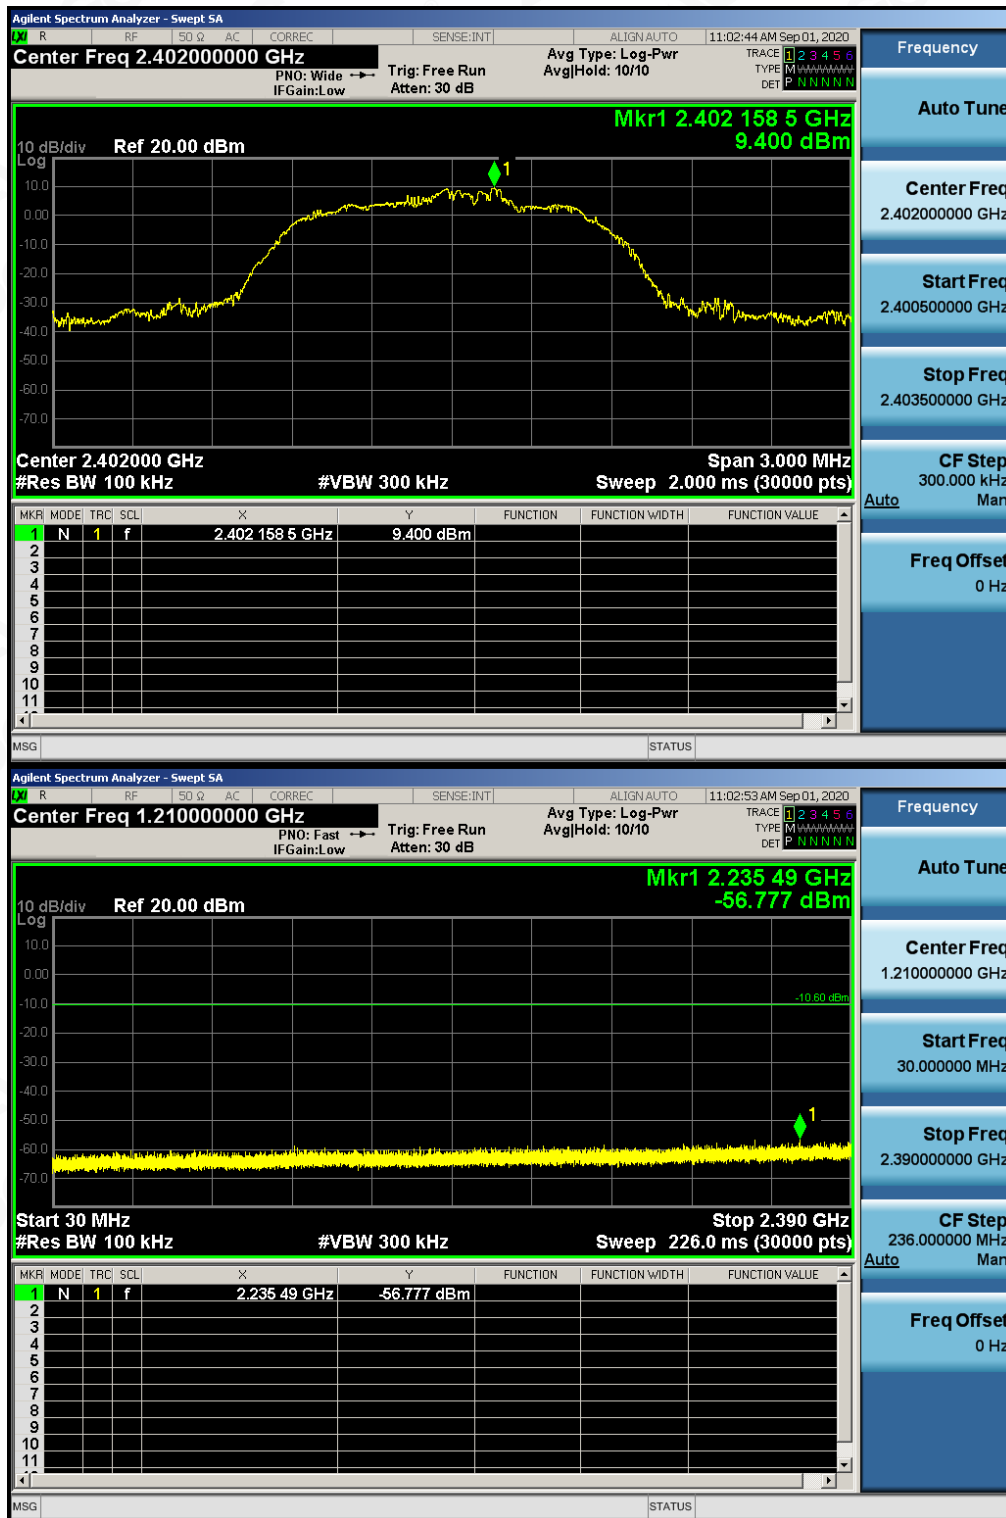 Agilent Spectrum Analyzer - Swept SA
LXI R RF 50 Ω AC CORREC SENSE:INT ALIGN AUTO 11:02:44 AM Sep 01, 2020
Center Freq 2.402000000 GHz
PNO: Wide
IFGain:Low
Trig: Free Run
Atten: 30 dB
Avg Type: Log-Pwr
Avg|Hold: 10/10
TRACE 1 2 3 4 5 6
TYPE M
DET P N N N N N
Frequency
Auto Tune
Mkr1 2.402 158 5 GHz
9.400 dBm
10 dB/div Ref 20.00 dBm
Log
1
10.0
0.00
-10.0
-20.0
-30.0
-40.0
-50.0
-60.0
-70.0
Center Freq
2.402000000 GHz
Start Freq
2.400500000 GHz
Stop Freq
2.403500000 GHz
Center 2.402000 GHz Span 3.000 MHz
#Res BW 100 kHz #VBW 300 kHz Sweep 2.000 ms (30000 pts)
CF Step
300.000 kHz
Auto Man
MKR MODE TRC SCL X Y FUNCTION FUNCTION WIDTH FUNCTION VALUE
1 N 1 f 2.402 158 5 GHz 9.400 dBm
2
3
4
5
6
7
8
9
10
11
Freq Offset
0 Hz
MSG STATUS
Agilent Spectrum Analyzer - Swept SA
LXI R RF 50 Ω AC CORREC SENSE:INT ALIGN AUTO 11:02:53 AM Sep 01, 2020
Center Freq 1.210000000 GHz
PNO: Fast
IFGain:Low
Trig: Free Run
Atten: 30 dB
Avg Type: Log-Pwr
Avg|Hold: 10/10
TRACE 1 2 3 4 5 6
TYPE M
DET P N N N N N
Frequency
Auto Tune
Mkr1 2.235 49 GHz
-56.777 dBm
10 dB/div Ref 20.00 dBm
Log
10.0
0.00
-10.0
-10.60 dBm
-20.0
-30.0
-40.0
-50.0
1
-60.0
-70.0
Center Freq
1.210000000 GHz
Start Freq
30.000000 MHz
Stop Freq
2.390000000 GHz
Start 30 MHz Stop 2.390 GHz
#Res BW 100 kHz #VBW 300 kHz Sweep 226.0 ms (30000 pts)
CF Step
236.000000 MHz
Auto Man
MKR MODE TRC SCL X Y FUNCTION FUNCTION WIDTH FUNCTION VALUE
1 N 1 f 2.235 49 GHz -56.777 dBm
2
3
4
5
6
7
8
9
10
11
Freq Offset
0 Hz
MSG STATUS